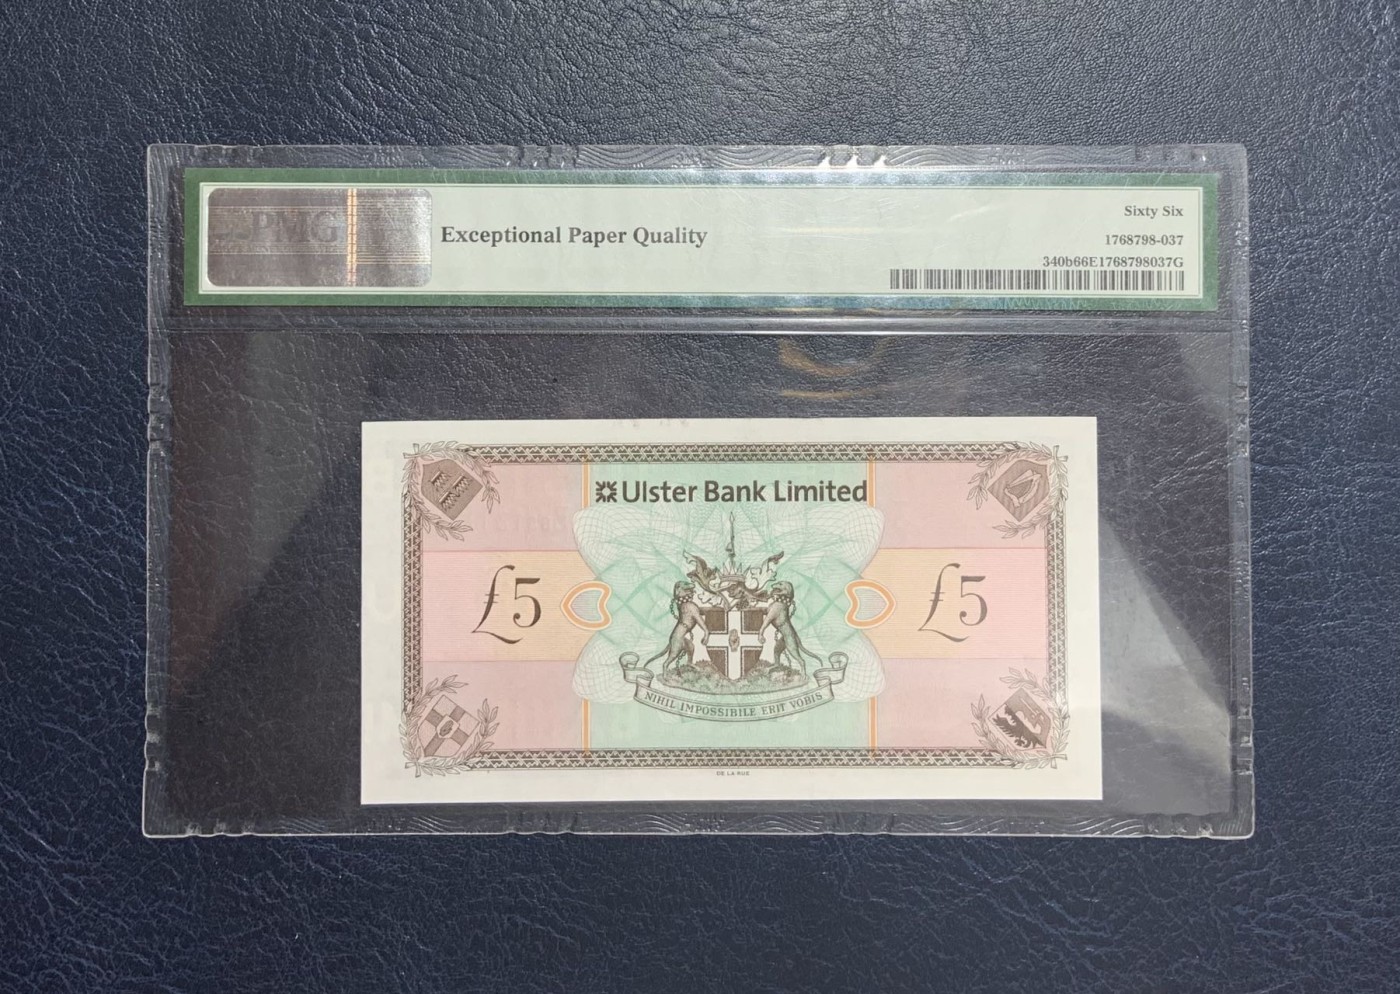 PMG
Exceptional Paper Quality
Sixty Six
1768798-037
340b66E1768798037G
Ulster Bank Limited
£5
£5
NIHIL IMPOSSIBILE ERIT VOBIS
DE LA RUE